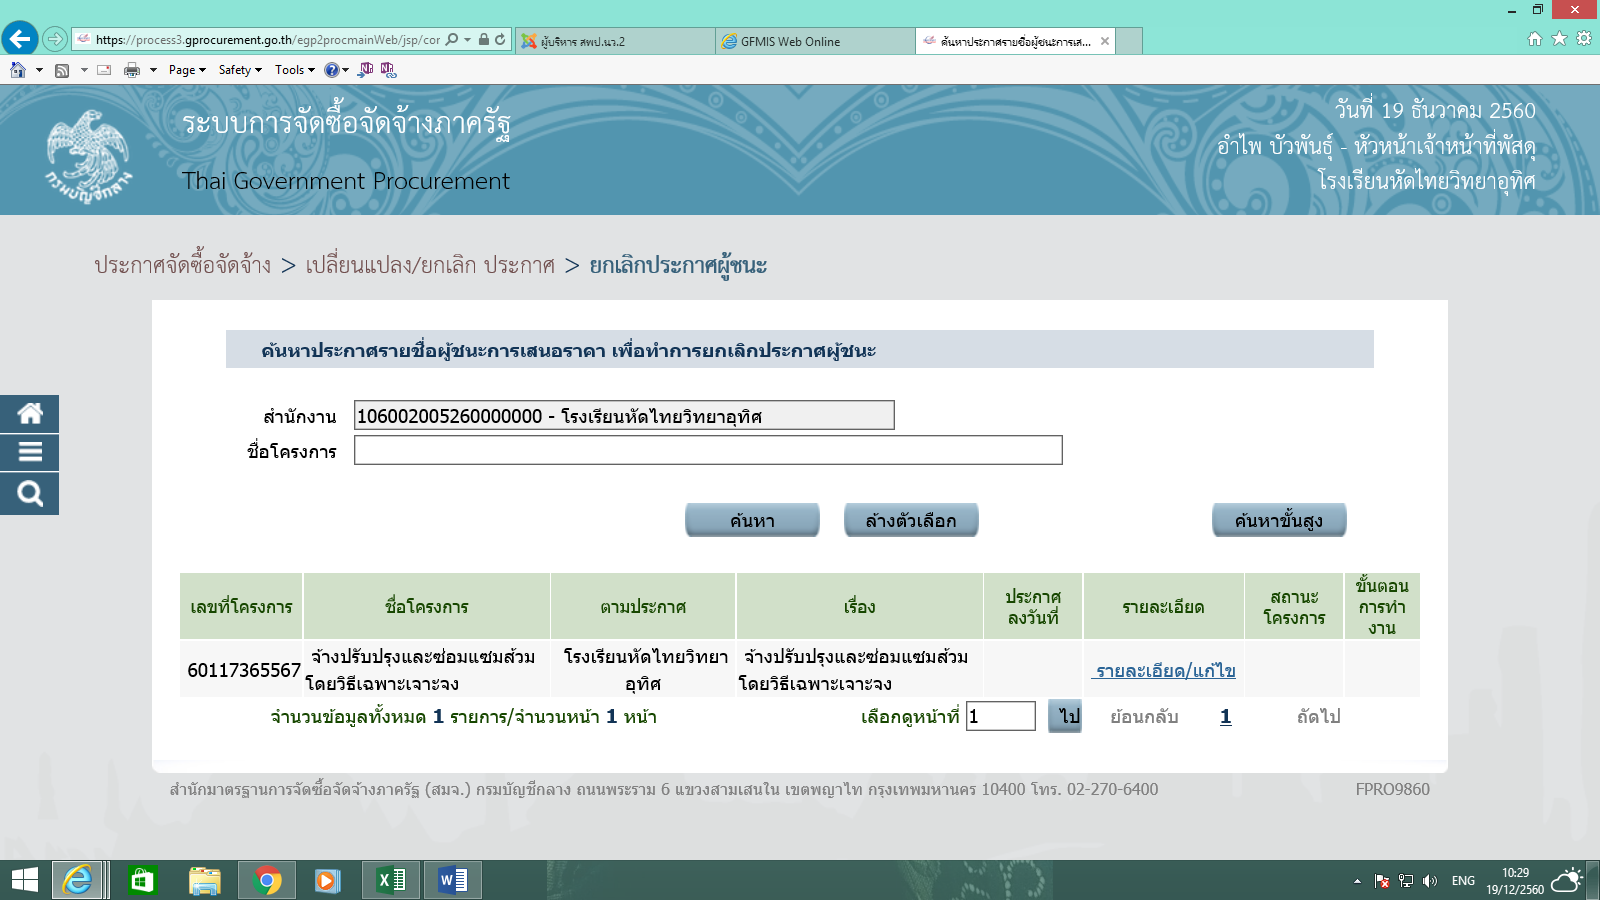 https://process3.gprocurement.go.th/egp2procmainWeb/jsp/cor
ผู้บริหาร สพป.นว.2
GFMIS Web Online
ค้นหาประกาศรายชื่อผู้ชนะการเส...
Page
Safety
Tools
ระบบการจัดซื้อจัดจ้างภาครัฐ
Thai Government Procurement
กรมบัญชีกลาง
วันที่ 19 ธันวาคม 2560
อำไพ บัวพันธุ์ - หัวหน้าเจ้าหน้าที่พัสดุ
โรงเรียนหัดไทยวิทยาอุทิศ
ประกาศจัดซื้อจัดจ้าง > เปลี่ยนแปลง/ยกเลิก ประกาศ > ยกเลิกประกาศผู้ชนะ
ค้นหาประกาศรายชื่อผู้ชนะการเสนอราคา เพื่อทำการยกเลิกประกาศผู้ชนะ
สำนักงาน 106002005260000000 - โรงเรียนหัดไทยวิทยาอุทิศ
ชื่อโครงการ
ค้นหา ล้างตัวเลือก ค้นหาขั้นสูง
เลขที่โครงการ ชื่อโครงการ ตามประกาศ เรื่อง ประกาศลงวันที่ รายละเอียด สถานะโครงการ ขั้นตอนการทำงาน
60117365567 จ้างปรับปรุงและซ่อมแซมส้วม โรงเรียนหัดไทยวิทยา จ้างปรับปรุงและซ่อมแซมส้วม รายละเอียด/แก้ไข
โดยวิธีเฉพาะเจาะจง อุทิศ โดยวิธีเฉพาะเจาะจง
จำนวนข้อมูลทั้งหมด 1 รายการ/จำนวนหน้า 1 หน้า เลือกดูหน้าที่ 1 ไป ย้อนกลับ 1 ถัดไป
สำนักมาตรฐานการจัดซื้อจัดจ้างภาครัฐ (สมจ.) กรมบัญชีกลาง ถนนพระราม 6 แขวงสามเสนใน เขตพญาไท กรุงเทพมหานคร 10400 โทร. 02-270-6400 FPRO9860
ENG
10:29
19/12/2560